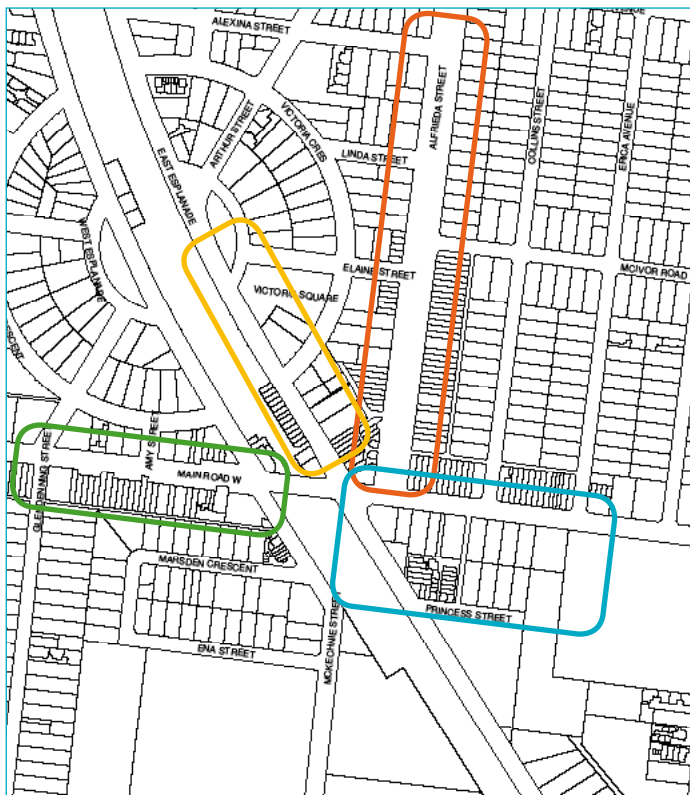 ALEXINA STREET
ALFRIEDA STREET
COLLINS STREET
ERICA AVENUE
VICTORIA CRES
ARTHUR STREET
LINDA STREET
EAST ESPLANADE
WEST ESPLANADE
ELAINE STREET
MCIVOR ROAD
VICTORIA SQUARE
AMY STREET
MAIN ROAD W
GLENDENNING STREET
MARSDEN CRESCENT
PRINCESS STREET
ENA STREET
MCKECHNIE STREET